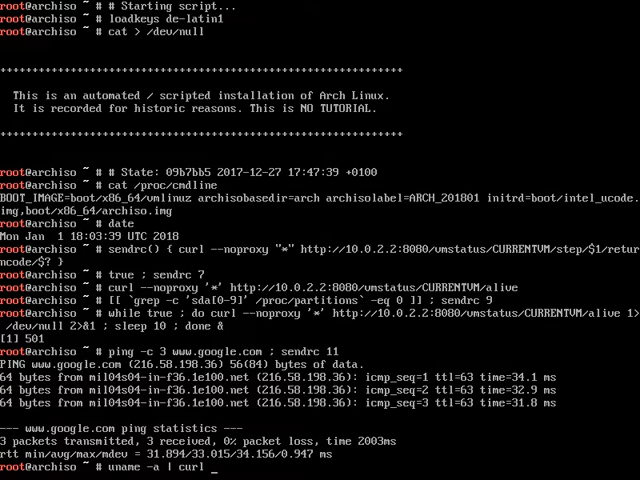 root@archiso ~ # # Starting script...
root@archiso ~ # loadkeys de-latin1
root@archiso ~ # cat > /dev/null
+++++++++++++++++++++++++++++++++++++++++++++++++++++++++++++++
This is an automated / scripted installation of Arch Linux.
It is recorded for historic reasons. This is NO TUTORIAL.
+++++++++++++++++++++++++++++++++++++++++++++++++++++++++++++++
root@archiso ~ # # State: 09b7bb5 2017-12-27 17:47:39 +0100
root@archiso ~ # cat /proc/cmdline
BOOT_IMAGE=boot/x86_64/vmlinuz archisobasedir=arch archisolabel=ARCH_201801 initrd=boot/intel_ucode.
img,boot/x86_64/archiso.img
root@archiso ~ # date
Mon Jan  1 18:03:39 UTC 2018
root@archiso ~ # sendrc() { curl --noproxy "*" http://10.0.2.2:8080/vmstatus/CURRENTVM/step/$1/retur
ncode/$? }
root@archiso ~ # true ; sendrc 7
root@archiso ~ # curl --noproxy '*' http://10.0.2.2:8080/vmstatus/CURRENTVM/alive
root@archiso ~ # [[ `grep -c 'sda[0-9]' /proc/partitions` -eq 0 ]] ; sendrc 9
root@archiso ~ # while true ; do curl --noproxy '*' http://10.0.2.2:8080/vmstatus/CURRENTVM/alive 1>
/dev/null 2>&1 ; sleep 10 ; done &
[1] 501
root@archiso ~ # ping -c 3 www.google.com ; sendrc 11
PING www.google.com (216.58.198.36) 56(84) bytes of data.
64 bytes from mil04s04-in-f36.1e100.net (216.58.198.36): icmp_seq=1 ttl=63 time=34.1 ms
64 bytes from mil04s04-in-f36.1e100.net (216.58.198.36): icmp_seq=2 ttl=63 time=32.9 ms
64 bytes from mil04s04-in-f36.1e100.net (216.58.198.36): icmp_seq=3 ttl=63 time=31.8 ms
--- www.google.com ping statistics ---
3 packets transmitted, 3 received, 0% packet loss, time 2003ms
rtt min/avg/max/mdev = 31.894/33.015/34.156/0.947 ms
root@archiso ~ # uname -a | curl _